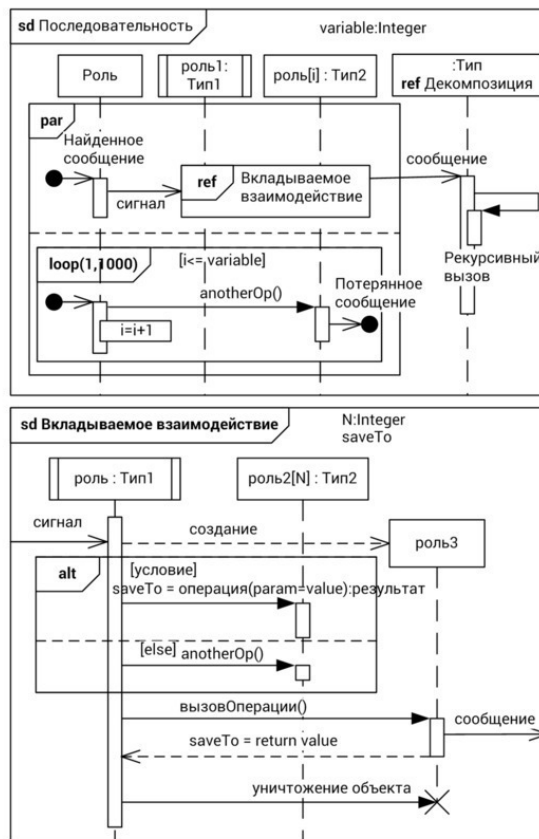 sd Последовательность
variable:Integer
Роль
роль1:
Тип1
роль[i] : Тип2
:Тип
ref Декомпозиция
par
Найденное
сообщение
сигнал
ref
Вкладываемое
взаимодействие
сообщение
Рекурсивный
вызов
loop(1,1000)
[i<= variable]
anotherOp()
Потерянное
сообщение
i=i+1
sd Вкладываемое взаимодействие
N:Integer
saveTo
роль : Тип1
роль2[N] : Тип2
сигнал
создание
роль3
alt
[условие]
saveTo = операция(param=value):результат
[else]
anotherOp()
вызовОперации()
сообщение
saveTo = return value
уничтожение объекта